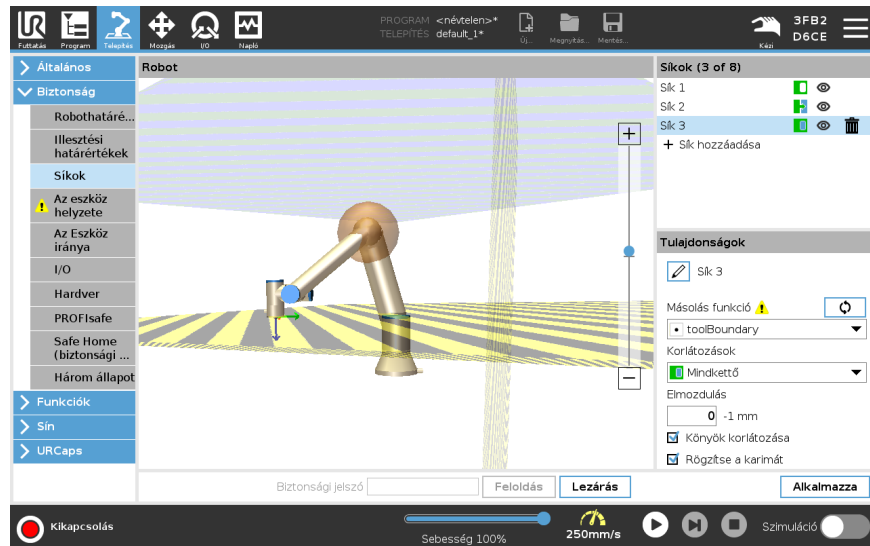 UR
Futtatás
Program
Telepítés
Mozgás
I/O
Napló
PROGRAM <névtelen>*
TELEPÍTÉS default_1*
Új...
Megnyitás...
Mentés...
Kézi
3FB2
D6CE
Általános
Biztonság
Robothatáré...
Illesztési
határértékek
Síkok
Az eszköz
helyzete
Az Eszköz
iránya
I/O
Hardver
PROFIsafe
Safe Home
(biztonsági ...
Három állapot
Funkciók
Sín
URCaps
Robot
Síkok (3 of 8)
Sík 1
Sík 2
Sík 3
+ Sík hozzáadása
Tulajdonságok
Sík 3
Másolás funkció
toolBoundary
Korlátozások
Mindkettő
Elmozdulás
0 -1 mm
Könyök korlátozása
Rögzítse a karimát
Biztonsági jelszó
Feloldás
Lezárás
Alkalmazza
Kikapcsolás
Sebesség 100%
250mm/s
Szimuláció